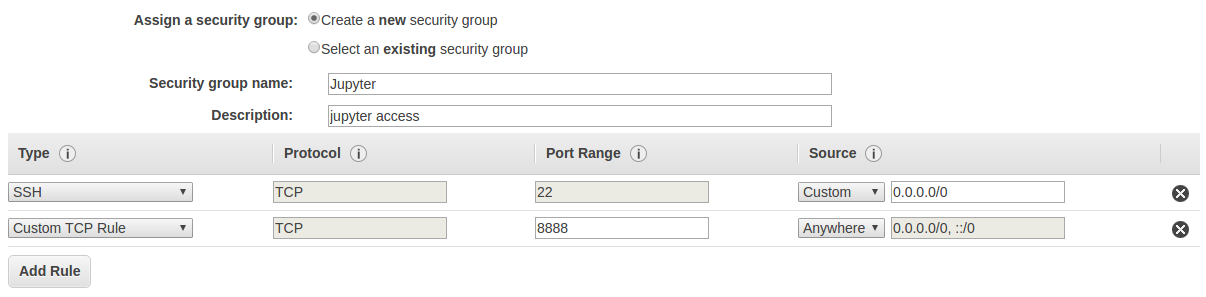 Assign a security group: Create a new security group
Select an existing security group
Security group name: Jupyter
Description: jupyter access
Type i Protocol i Port Range i Source i
SSH TCP 22 Custom 0.0.0.0/0
Custom TCP Rule TCP 8888 Anywhere 0.0.0.0/0, ::/0
Add Rule